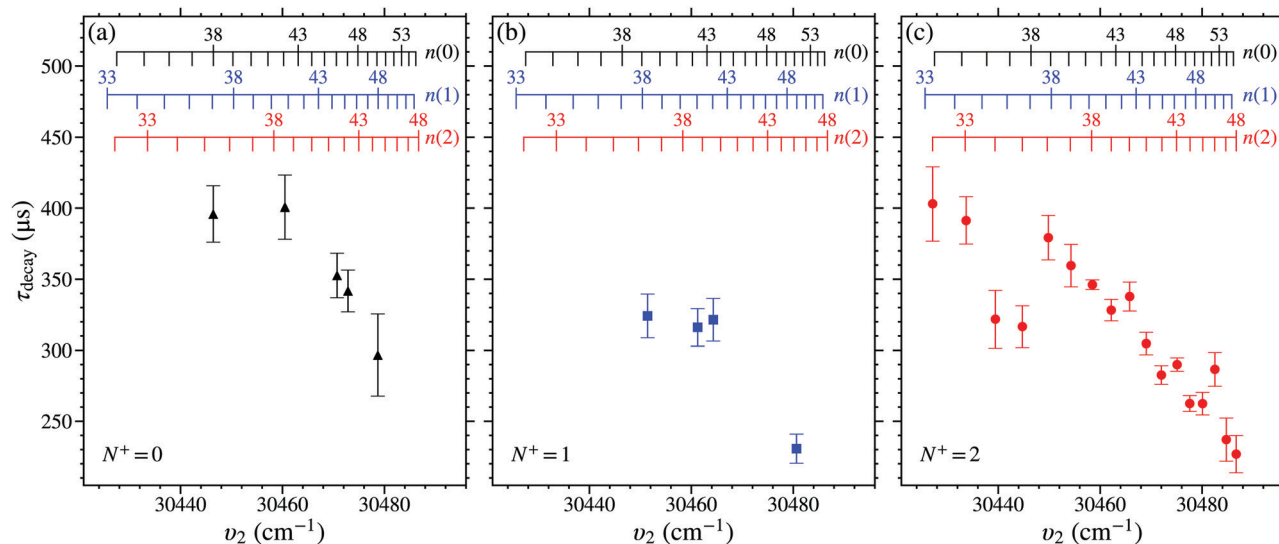 (a)
38 43 48 53
n(0)
33 38 43 48
n(1)
33 38 43 48
n(2)
N⁺=0
30440 30460 30480
υ₂ (cm⁻¹)
500
450
400
350
300
250
τdecay (μs)
(b)
38 43 48 53
n(0)
33 38 43 48
n(1)
33 38 43 48
n(2)
N⁺=1
30440 30460 30480
υ₂ (cm⁻¹)
(c)
38 43 48 53
n(0)
33 38 43 48
n(1)
33 38 43 48
n(2)
N⁺=2
30440 30460 30480
υ₂ (cm⁻¹)